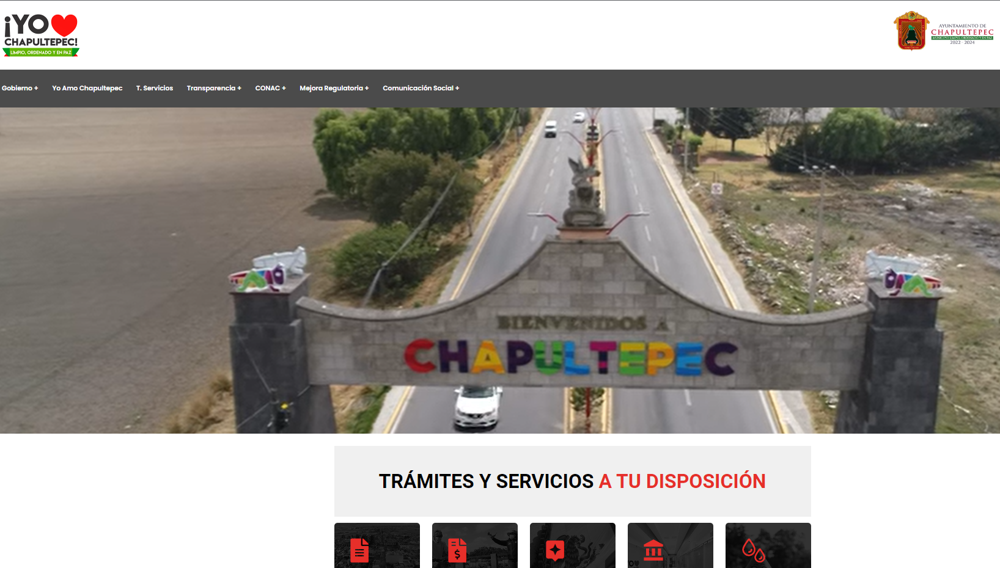 ¡YO
CHAPULTEPEC!
LIMPIO, ORDENADO Y EN PAZ
AYUNTAMIENTO DE
CHAPULTEPEC
MUNICIPIO LIMPIO, ORDENADO Y EN PAZ
2022 - 2024
Gobierno +
Yo Amo Chapultepec
T. Servicios
Transparencia +
CONAC +
Mejora Regulatoria +
Comunicación Social +
BIENVENIDOS A
CHAPULTEPEC
TRÁMITES Y SERVICIOS A TU DISPOSICIÓN